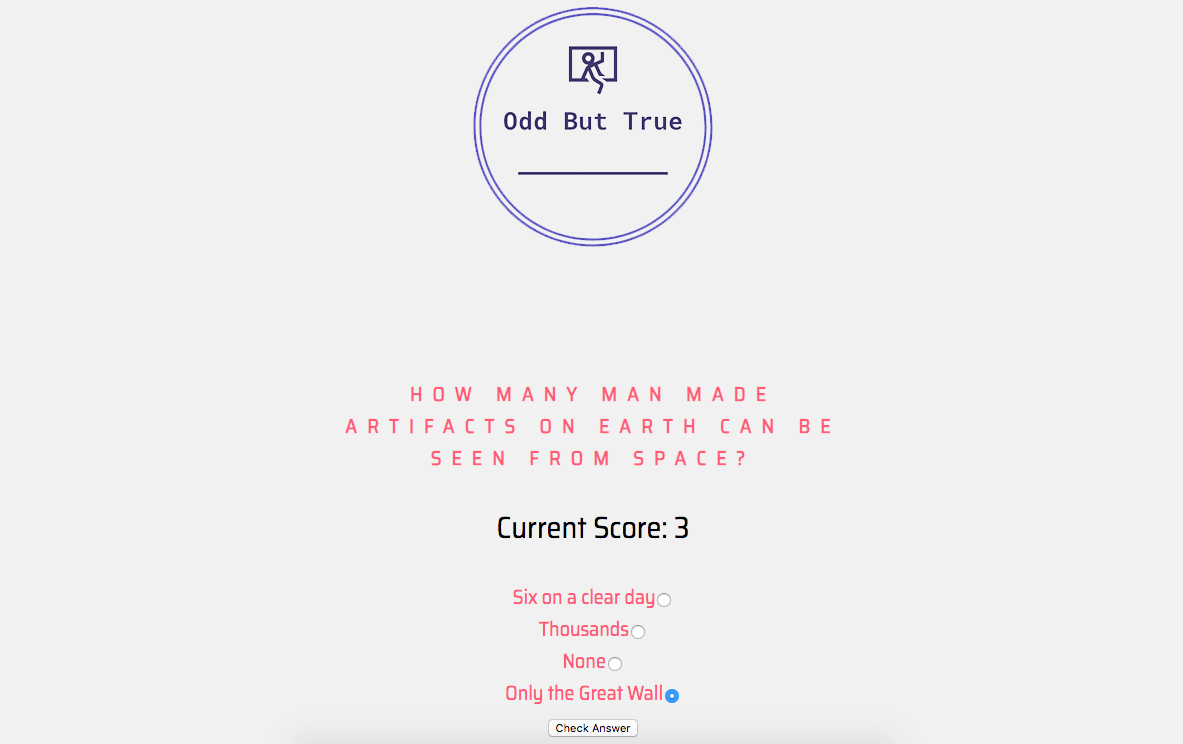 Odd But True
HOW MANY MAN MADE
ARTIFACTS ON EARTH CAN BE
SEEN FROM SPACE?
Current Score: 3
Six on a clear day
Thousands
None
Only the Great Wall
Check Answer